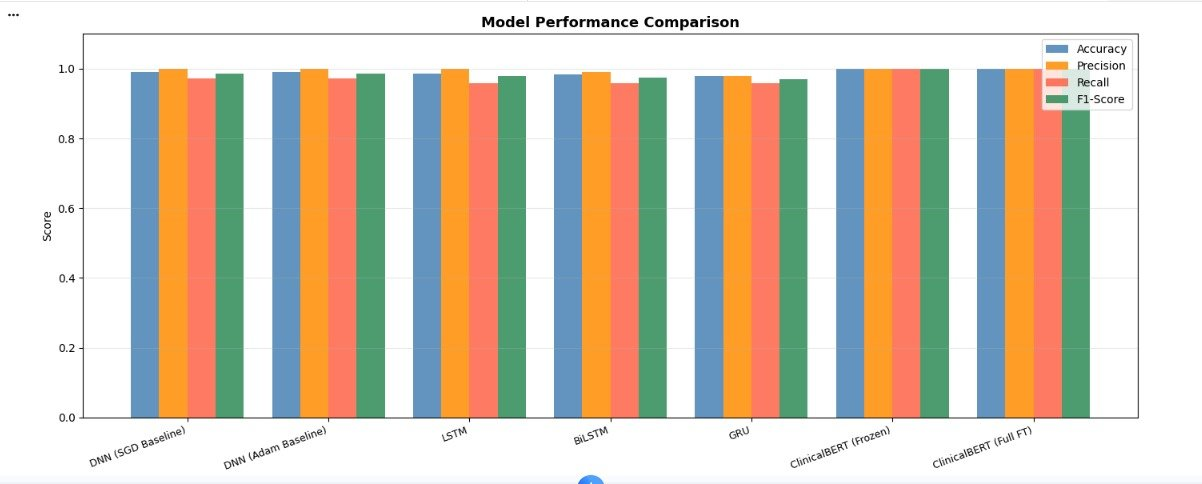 Model Performance Comparison
Accuracy
Precision
Recall
F1-Score
1.0
0.8
0.6
0.4
0.2
0.0
Score
DNN (SGD Baseline)
DNN (Adam Baseline)
LSTM
BiLSTM
GRU
ClinicalBERT (Frozen)
ClinicalBERT (Full FT)